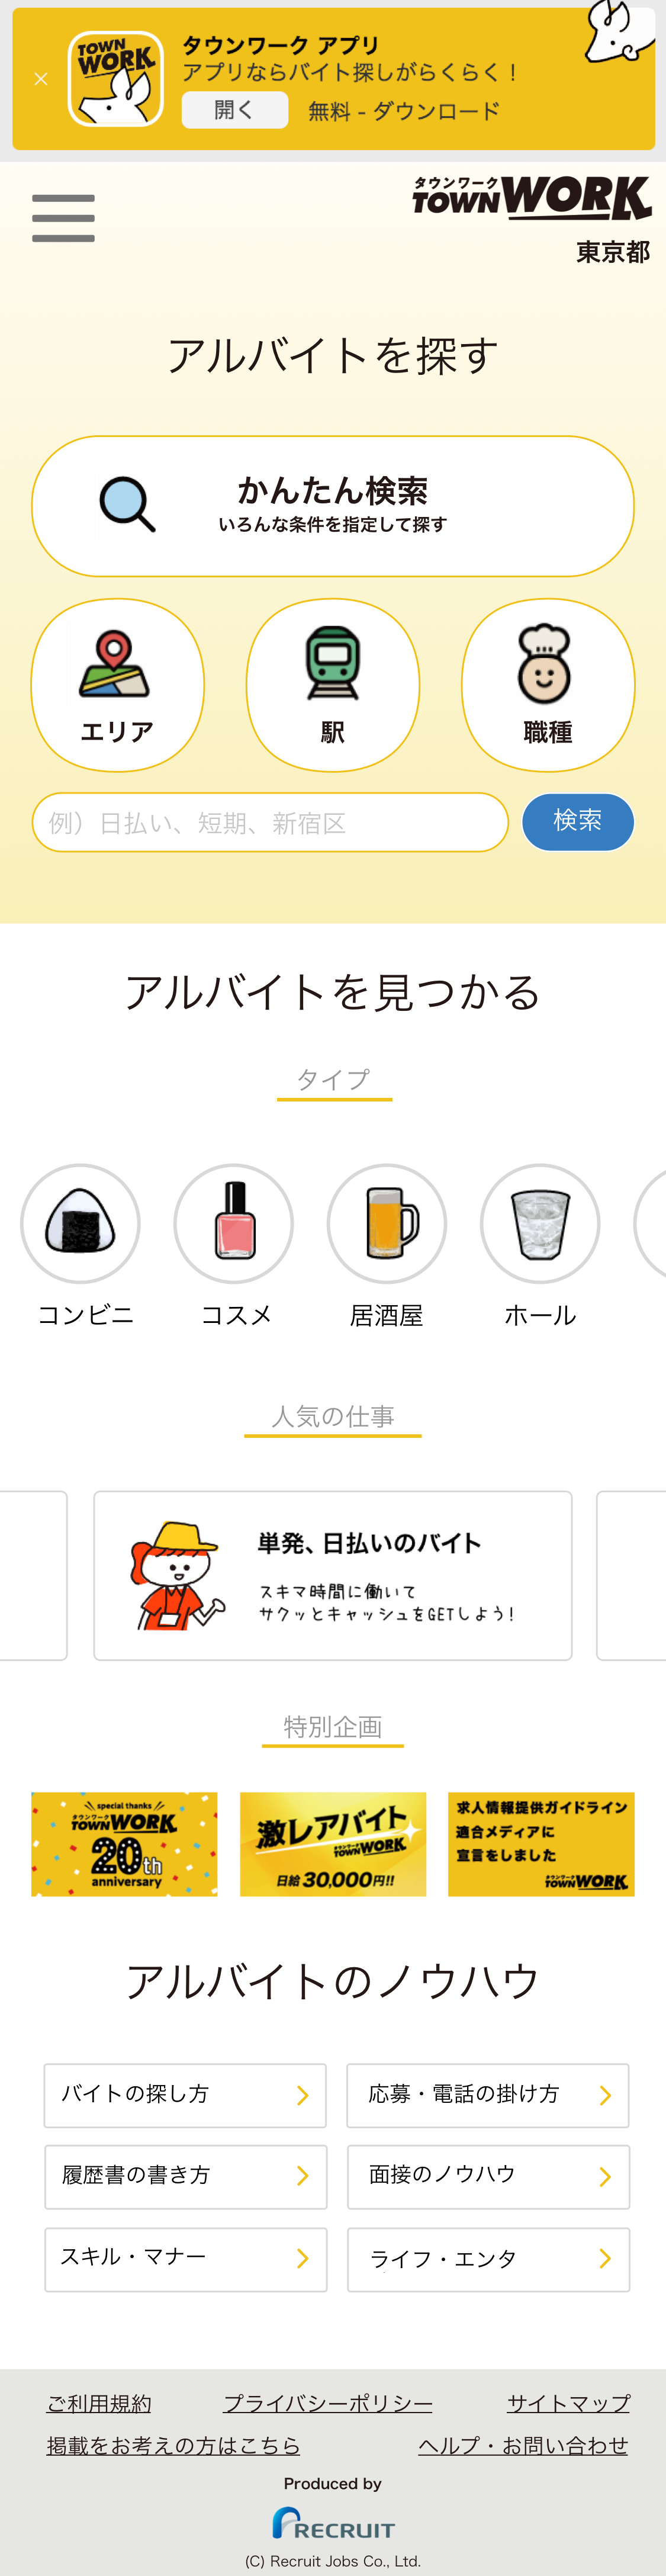 TOWN
WORK
タウンワーク アプリ
アプリならバイト探しがらくらく！
開く
無料 - ダウンロード
タウンワーク
TOWNWORK
東京都
アルバイトを探す
かんたん検索
いろんな条件を指定して探す
エリア
駅
職種
例）日払い、短期、新宿区
検索
アルバイトを見つかる
タイプ
コンビニ
コスメ
居酒屋
ホール
人気の仕事
単発、日払いのバイト
スキマ時間に働いて
サクッとキャッシュをGETしよう!
特別企画
special thanks
タウンワーク
TOWNWORK
20th
anniversary
激レアバイト
タウンワーク
TOWNWORK
日給 30,000円!!
求人情報提供ガイドライン
適合メディアに
宣言をしました
タウンワーク
TOWNWORK
アルバイトのノウハウ
バイトの探し方
応募・電話の掛け方
履歴書の書き方
面接のノウハウ
スキル・マナー
ライフ・エンタ
ご利用規約 プライバシーポリシー サイトマップ
掲載をお考えの方はこちら ヘルプ・お問い合わせ
Produced by
RECRUIT
(C) Recruit Jobs Co., Ltd.